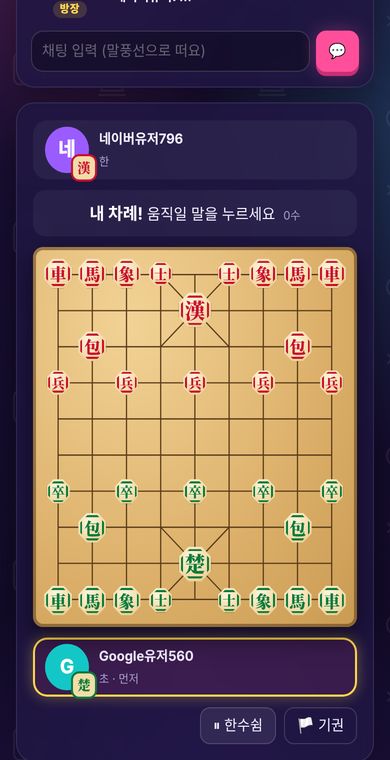 방장
채팅 입력 (말풍선으로 떠요)
네
漢
네이버유저796
한
내 차례! 움직일 말을 누르세요 0수
車 馬 象 士 士 象 馬 車
漢
包 包
兵 兵 兵 兵 兵
卒 卒 卒 卒 卒
包 包
楚
車 馬 象 士 士 象 馬 車
G
楚
Google유저560
초 · 먼저
한수쉼 기권